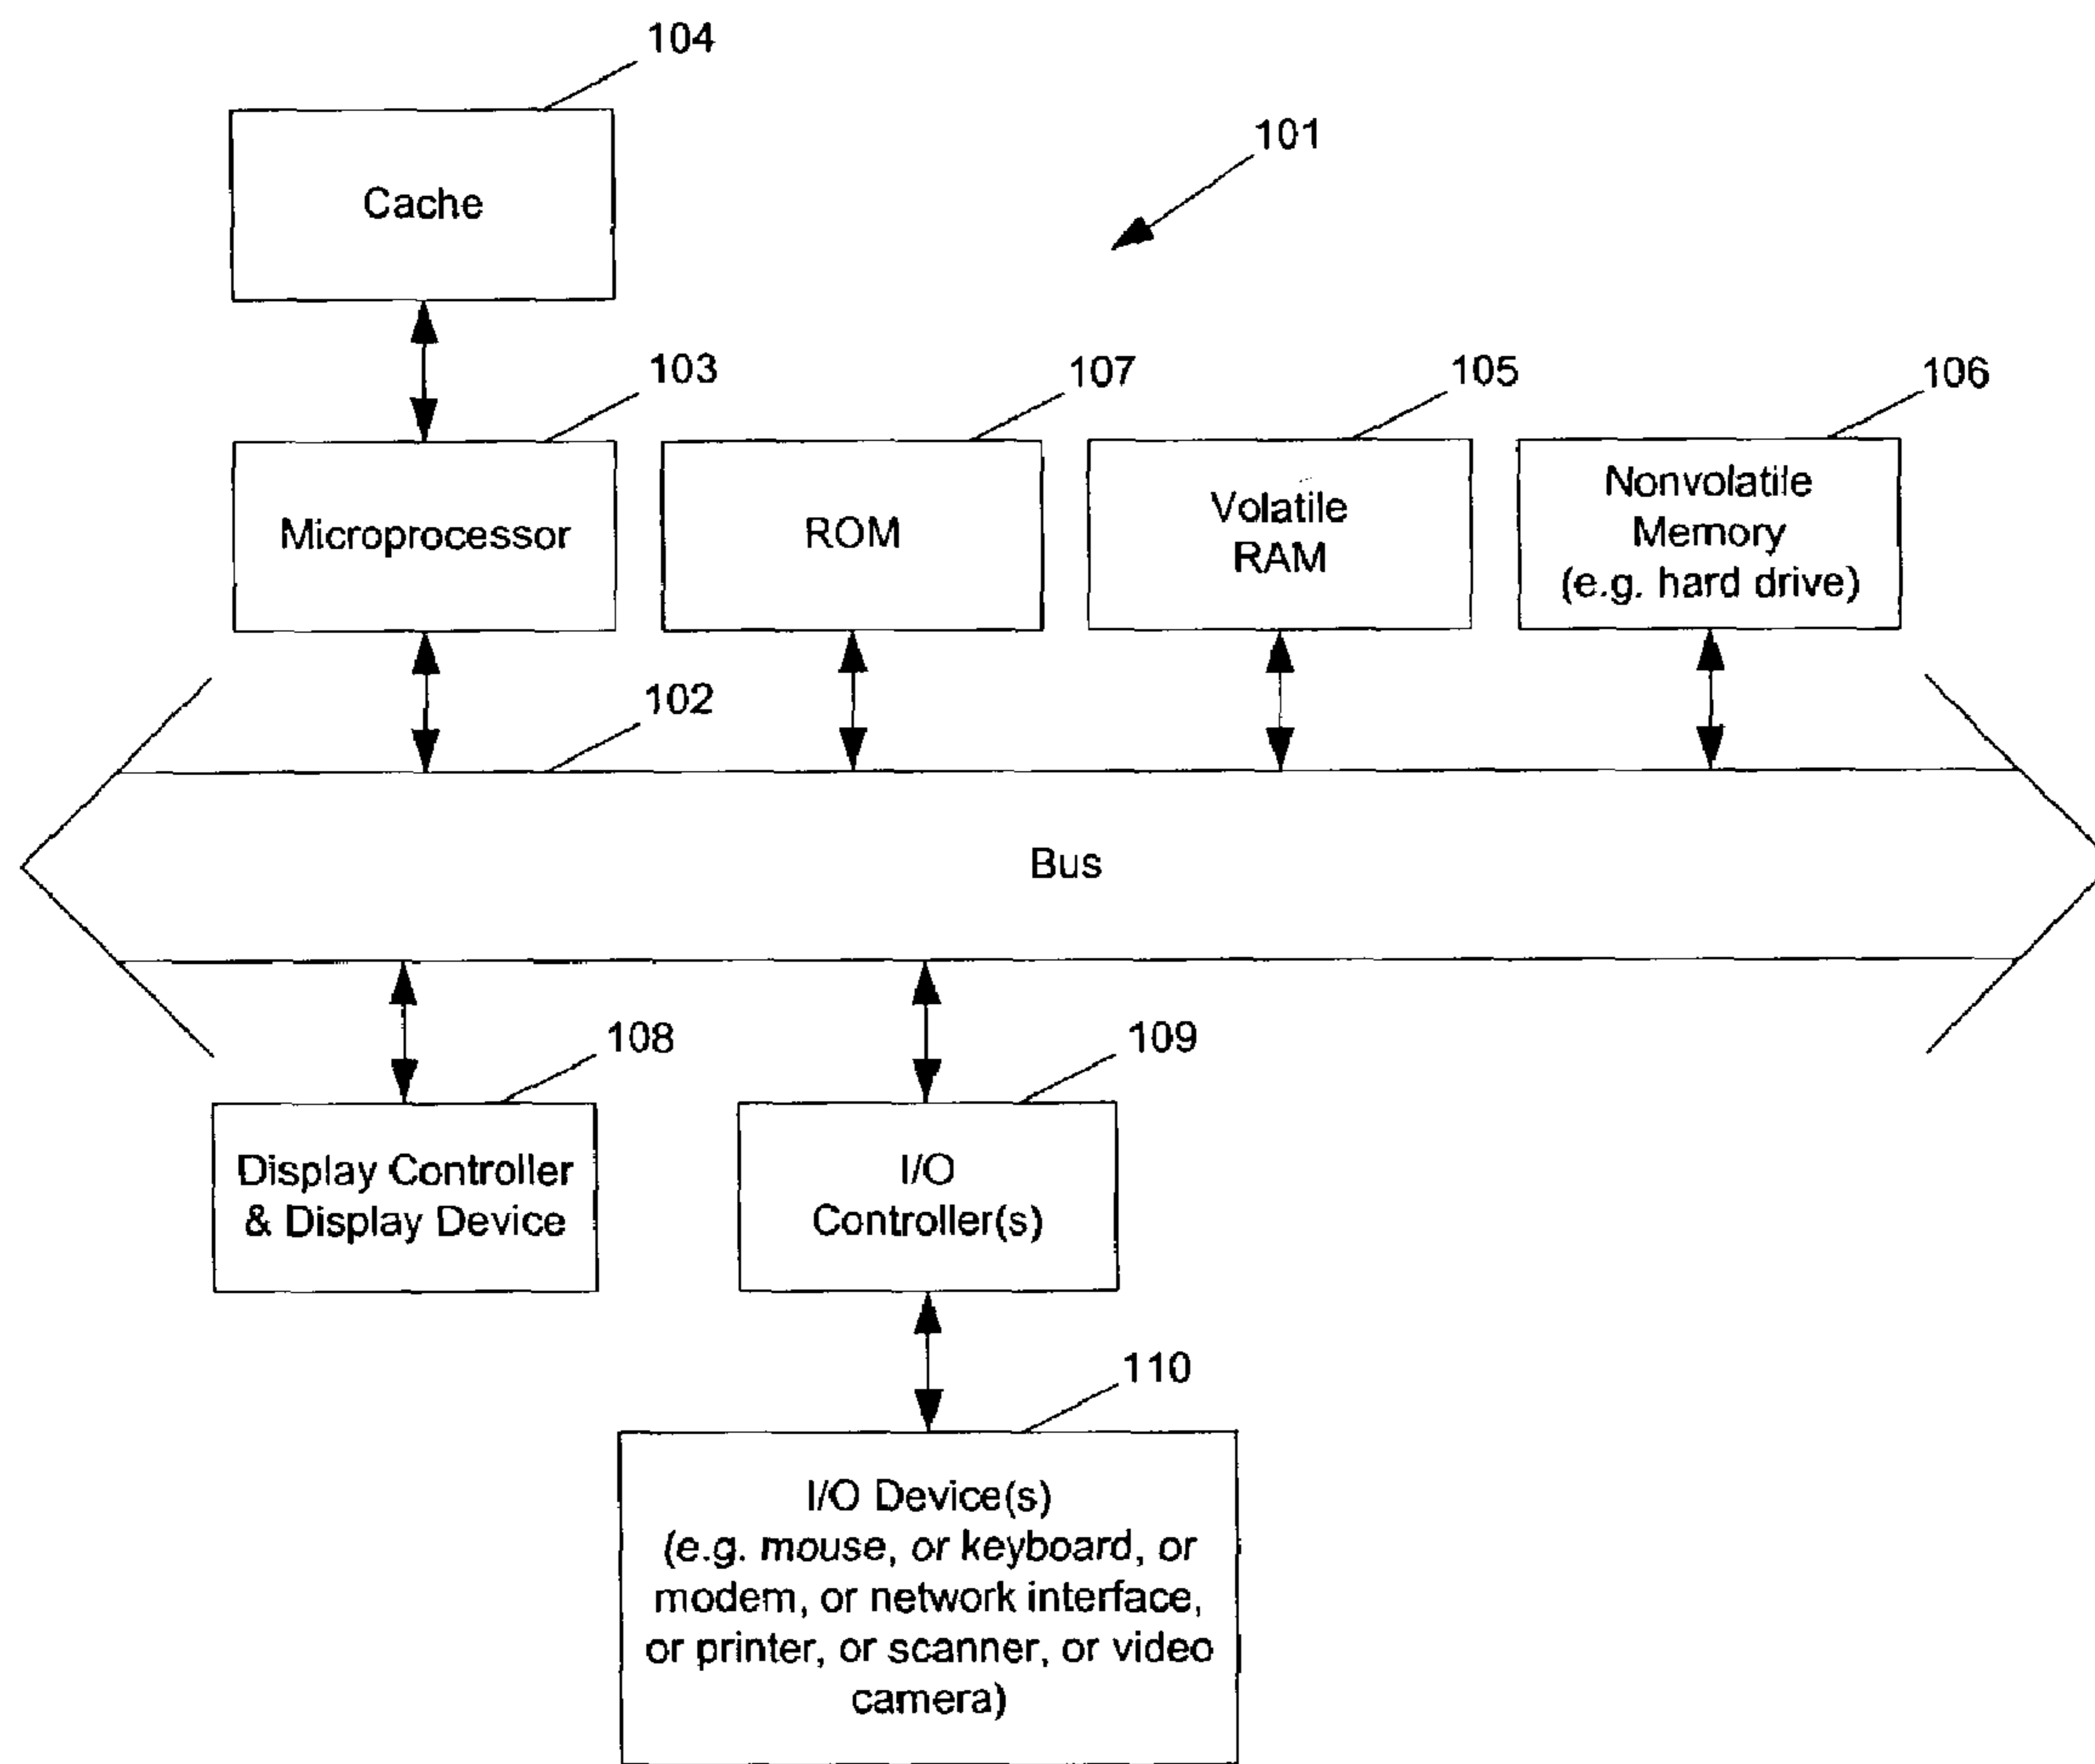 104
Cache
101
103
107
105
106
Microprocessor
ROM
Volatile
RAM
Nonvolatile
Memory
(e.g. hard drive)
102
Bus
108
109
Display Controller
& Display Device
I/O
Controller(s)
110
I/O Device(s)
(e.g. mouse, or keyboard, or
modem, or network interface,
or printer, or scanner, or video
camera)